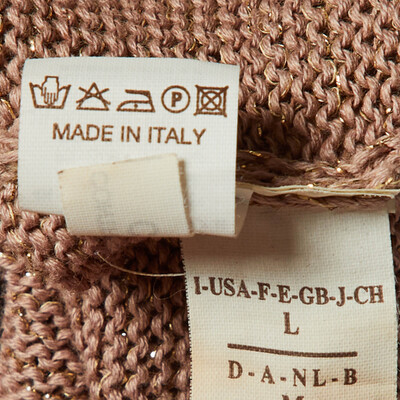 P
MADE IN ITALY
I-USA-F-E-GB-J-CH
L
D-A-NL-B